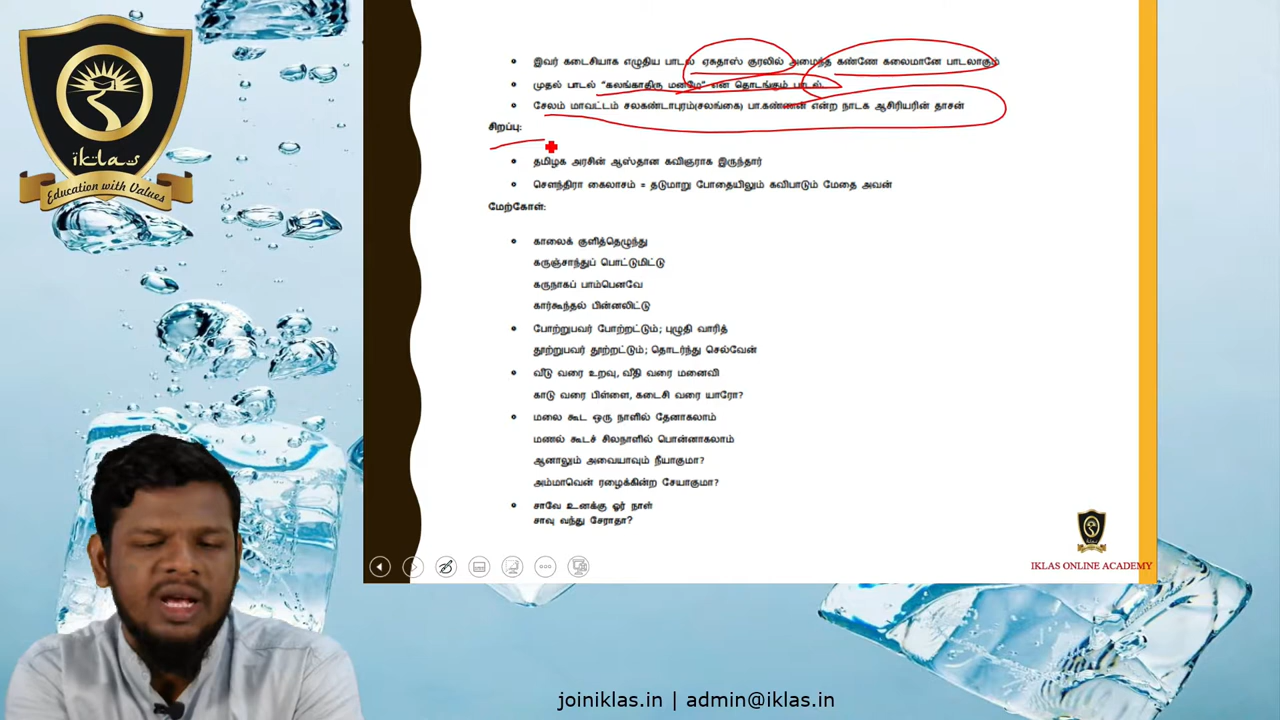 iklas
Education with Values
இவர் கடைசியாக எழுதிய பாடல் ஏசுதாஸ் குரலில் அமைந்த கண்ணே கலைமானே பாடலாகும்
முதல் பாடல் "கலங்காதிரு மனமே" என தொடங்கும் பாடல்.
சேலம் மாவட்டம் சலகண்டாபுரம்(சலங்கை) பா.கண்ணன் என்ற நாடக ஆசிரியரின் தாசன்
சிறப்பு:
தமிழக அரசின் ஆஸ்தான கவிஞராக இருந்தார்
சௌந்திரா கைலாசம் = தடுமாறு போதையிலும் கவிபாடும் மேதை அவன்
மேற்கோள்:
காலைக் குளித்தெழுந்து
கருஞ்சாந்துப் பொட்டுமிட்டு
கருநாகப் பாம்பெனவே
கார்கூந்தல் பின்னலிட்டு
போற்றுபவர் போற்றட்டும்; புழுதி வாரித்
தூற்றுபவர் தூற்றட்டும்; தொடர்ந்து செல்வேன்
வீடு வரை உறவு, வீதி வரை மனைவி
காடு வரை பிள்ளை, கடைசி வரை யாரோ?
மலை கூட ஒரு நாளில் தேனாகலாம்
மணல் கூடச் சிலநாளில் பொன்னாகலாம்
ஆனாலும் அவையாவும் நீயாகுமா?
அம்மாவென் ரழைக்கின்ற சேயாகுமா?
சாவே உனக்கு ஓர் நாள்
சாவு வந்து சேராதா?
IKLAS ONLINE ACADEMY
joiniklas.in | admin@iklas.in